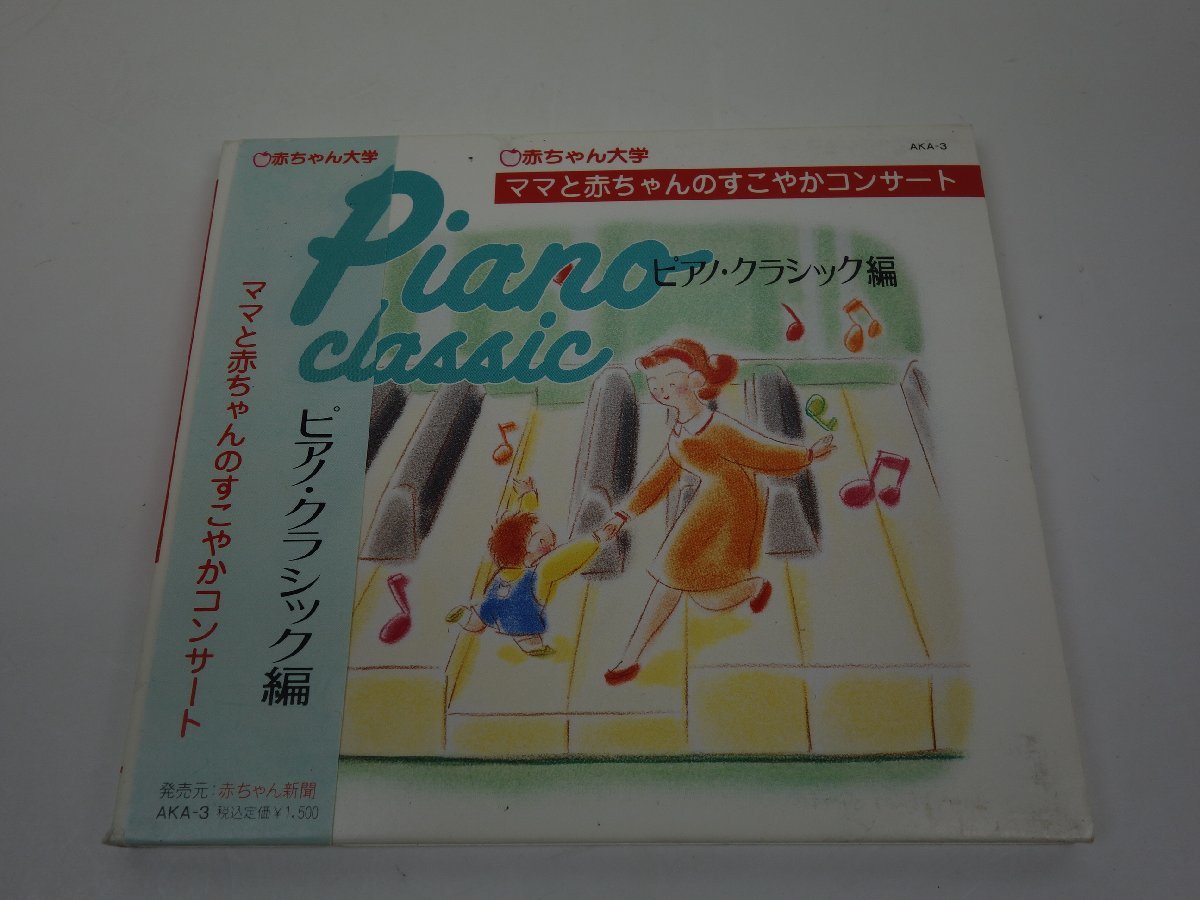 赤ちゃん大学
ママと赤ちゃんのすこやかコンサート
ピアノ・クラシック編
発売元:赤ちゃん新聞
AKA-3 税込定価¥1,500
赤ちゃん大学
AKA-3
ママと赤ちゃんのすこやかコンサート
Piano
ピアノ・クラシック編
classic